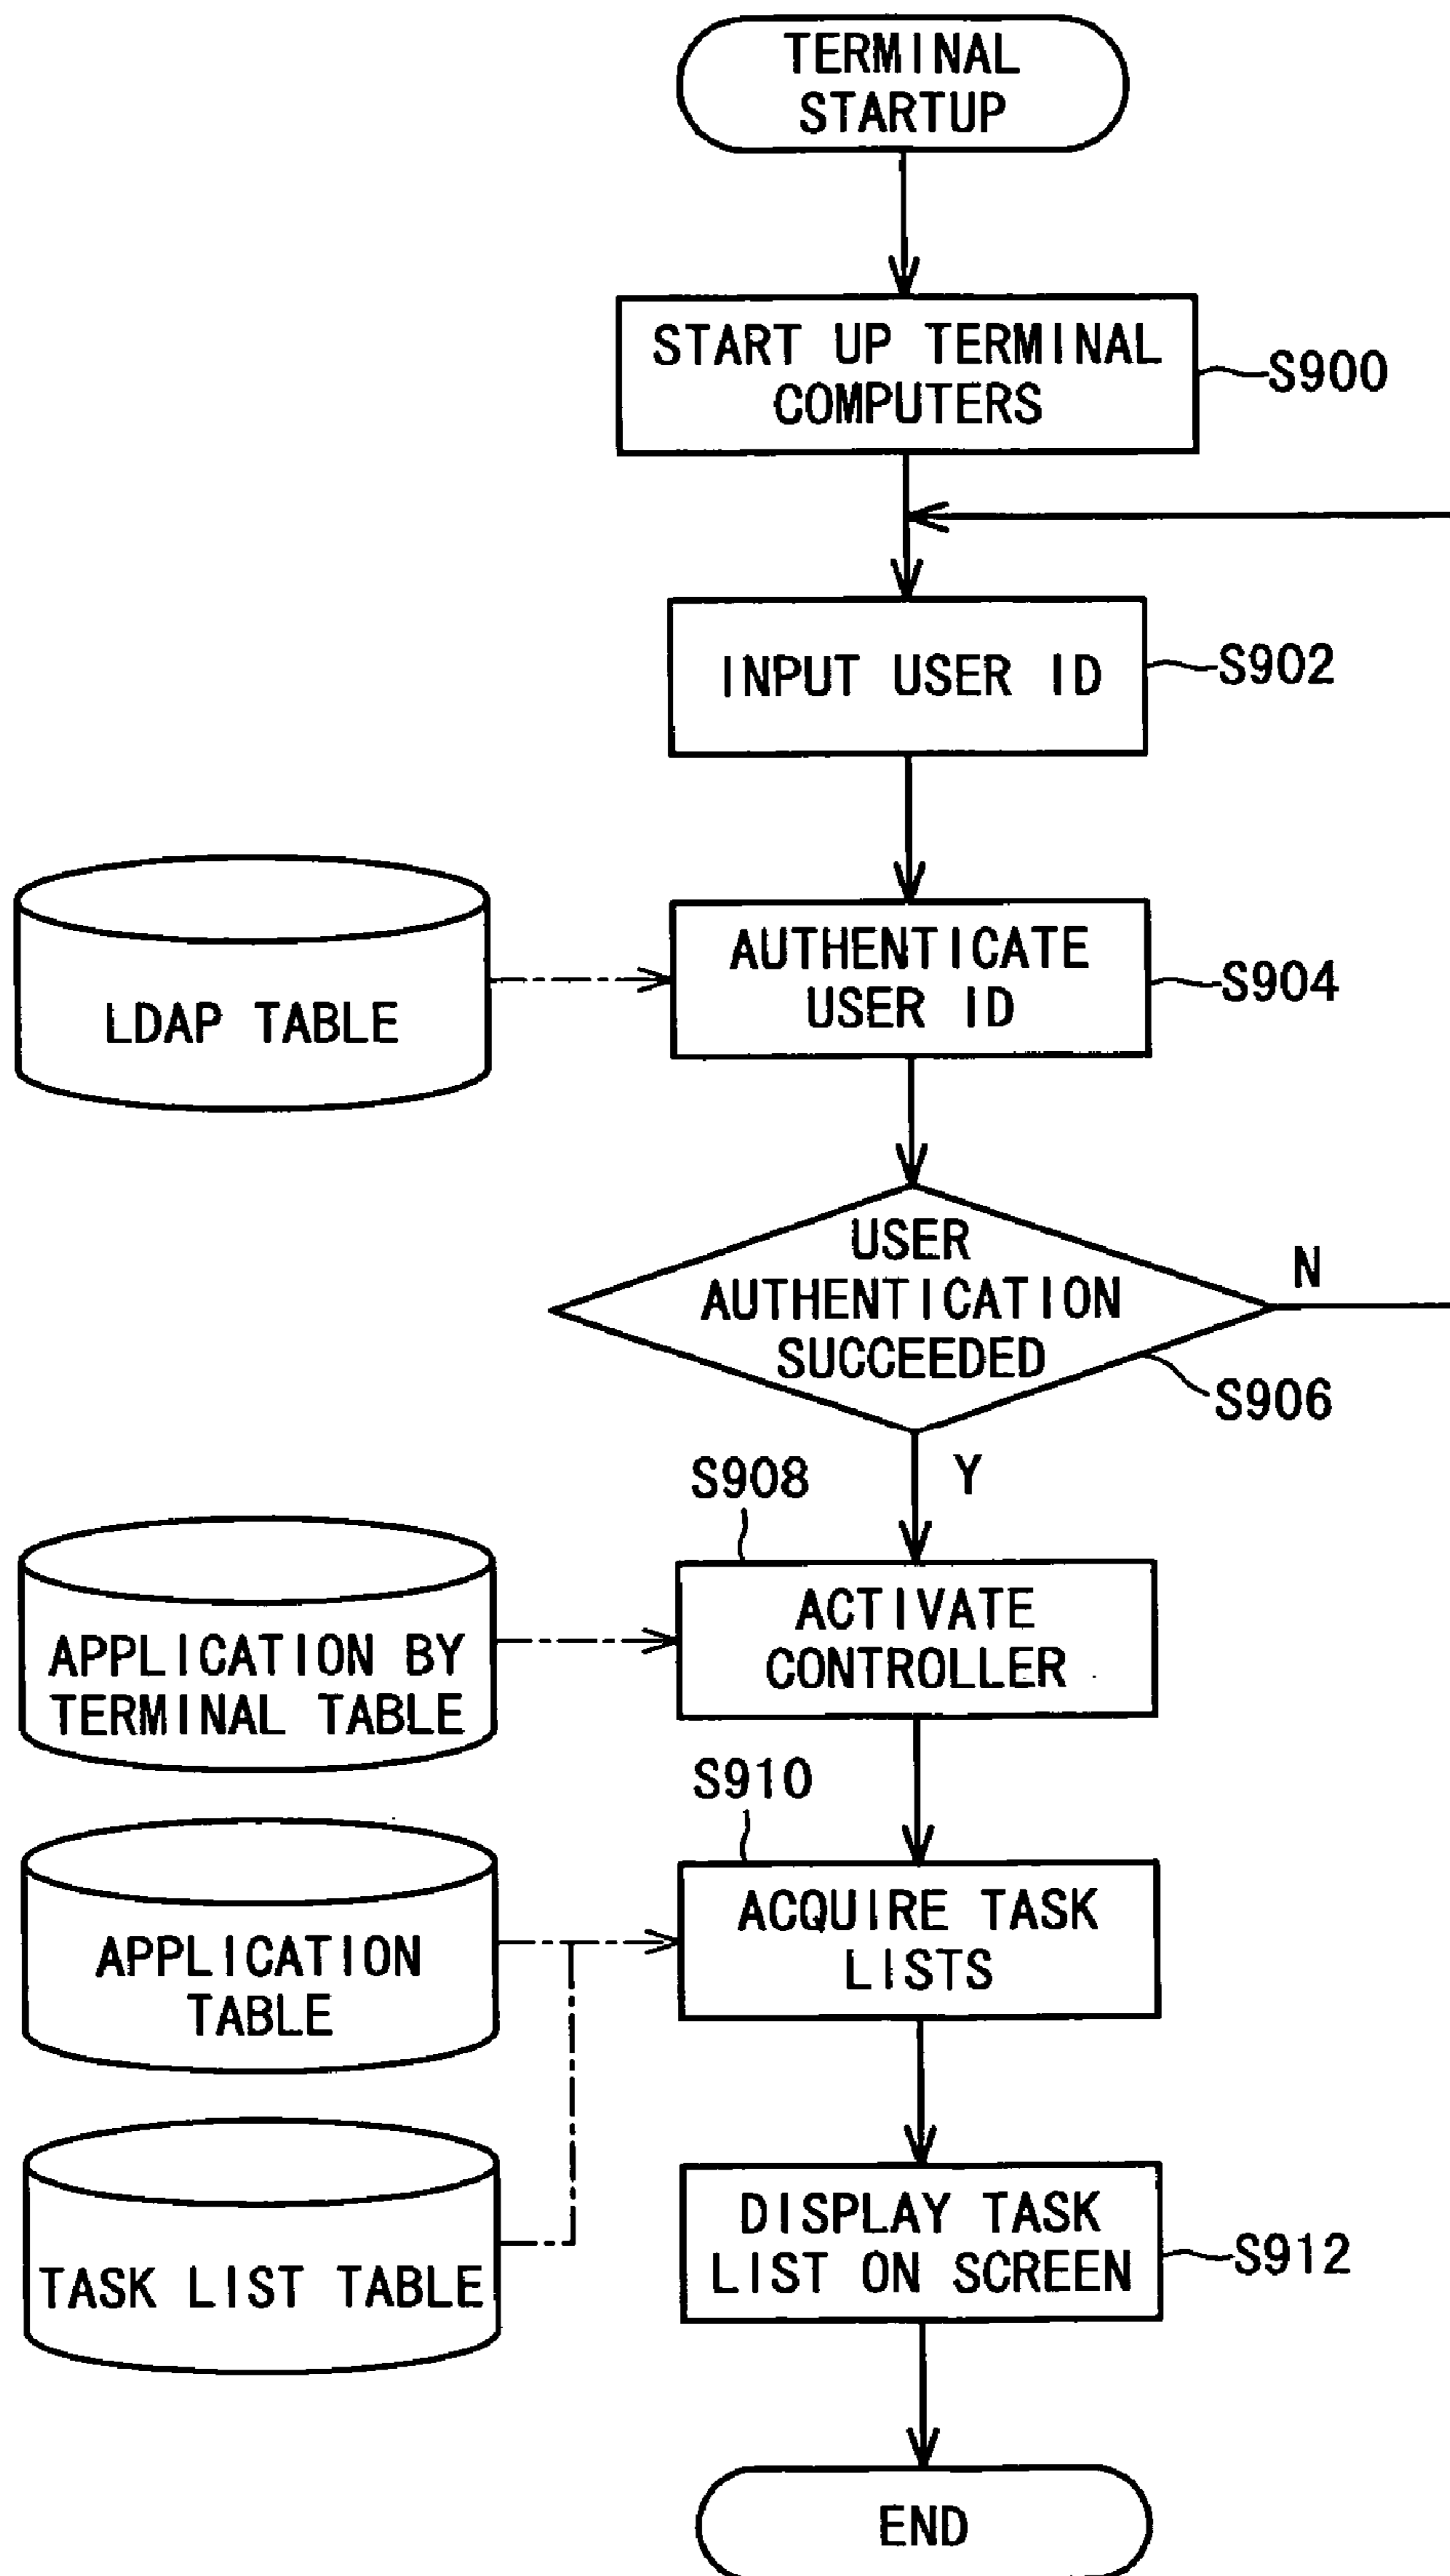 TERMINAL
STARTUP
START UP TERMINAL
COMPUTERS
S900
INPUT USER ID
S902
LDAP TABLE
AUTHENTICATE
USER ID
S904
USER
AUTHENTICATION
SUCCEEDED
N
S906
Y
S908
APPLICATION BY
TERMINAL TABLE
ACTIVATE
CONTROLLER
S910
APPLICATION
TABLE
ACQUIRE TASK
LISTS
TASK LIST TABLE
DISPLAY TASK
LIST ON SCREEN
S912
END